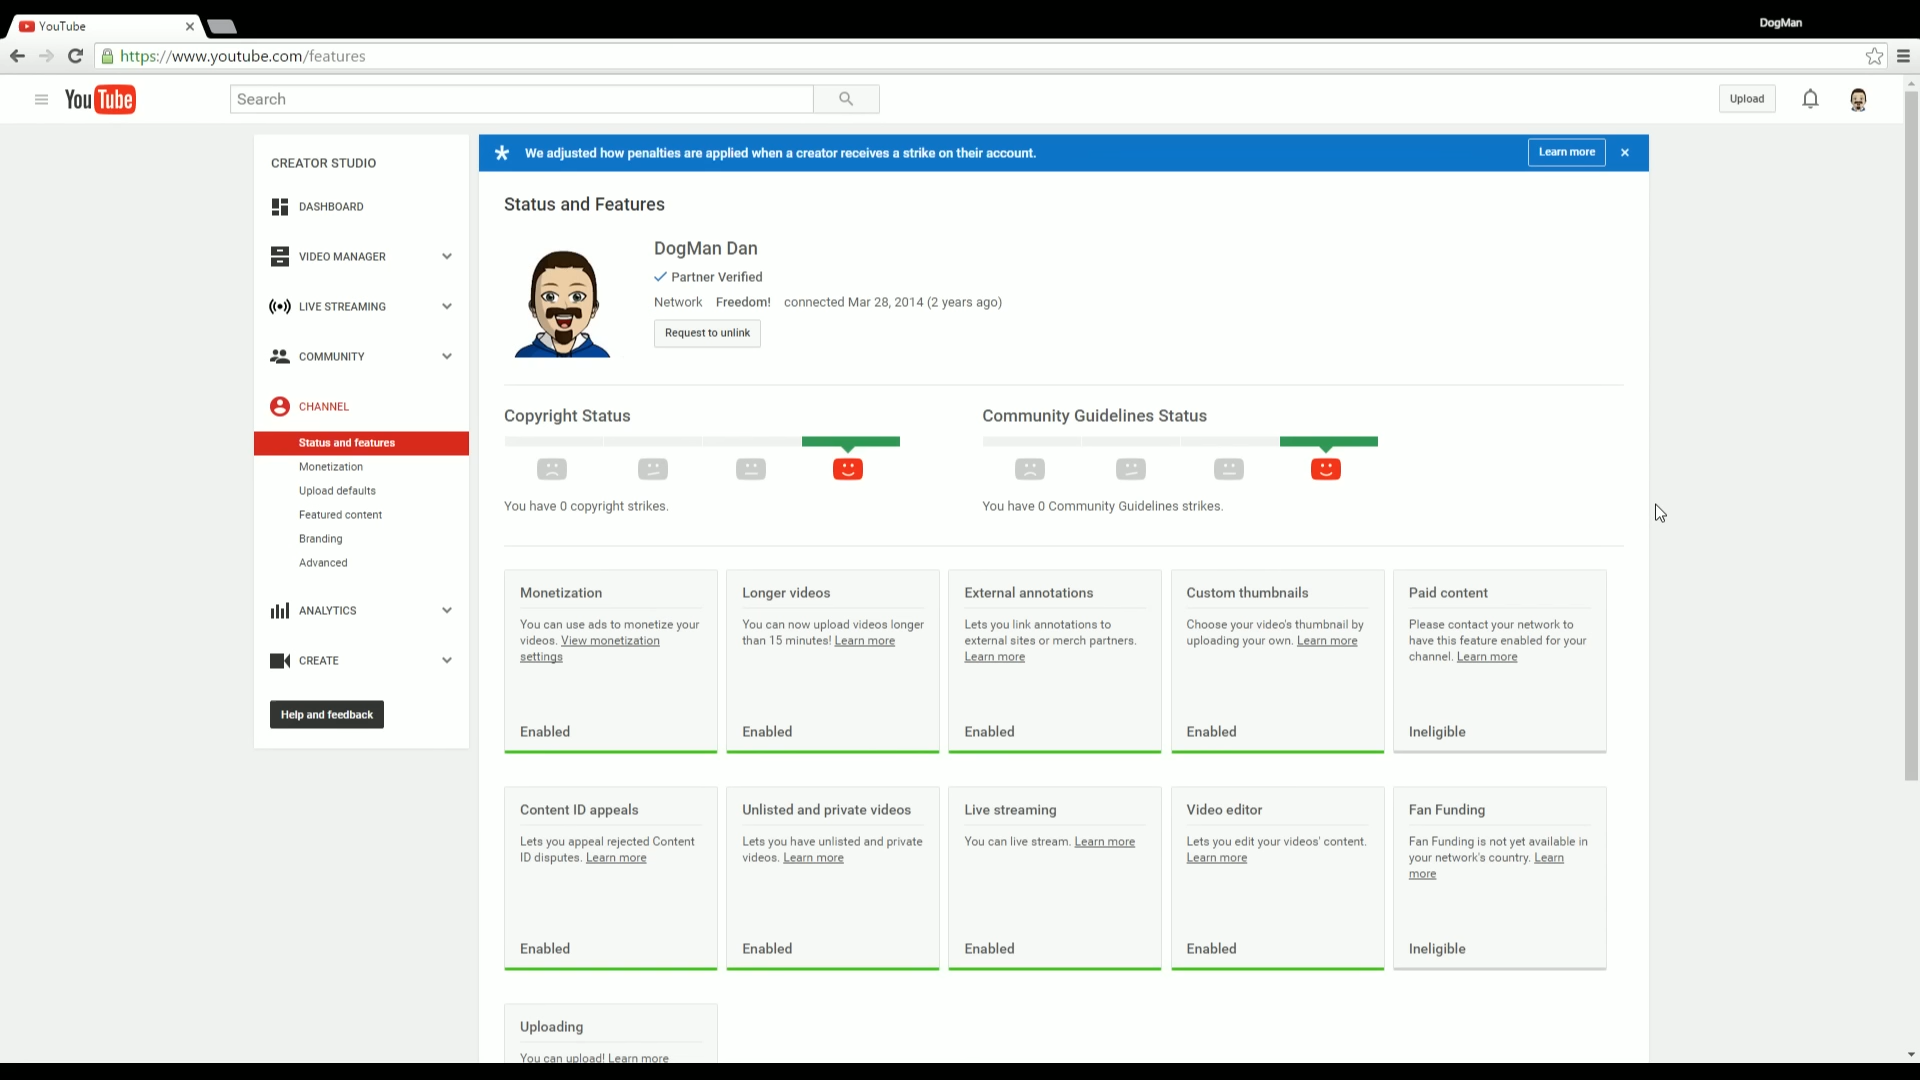 YouTube
DogMan
https://www.youtube.com/features
YouTube
Search
Upload
CREATOR STUDIO
DASHBOARD
VIDEO MANAGER
LIVE STREAMING
COMMUNITY
CHANNEL
Status and features
Monetization
Upload defaults
Featured content
Branding
Advanced
ANALYTICS
CREATE
Help and feedback
We adjusted how penalties are applied when a creator receives a strike on their account.
Learn more
Status and Features
DogMan Dan
Partner Verified
Network Freedom! connected Mar 28, 2014 (2 years ago)
Request to unlink
Copyright Status
You have 0 copyright strikes.
Community Guidelines Status
You have 0 Community Guidelines strikes.
Monetization
You can use ads to monetize your
videos. View monetization
settings
Enabled
Longer videos
You can now upload videos longer
than 15 minutes! Learn more
Enabled
External annotations
Lets you link annotations to
external sites or merch partners.
Learn more
Enabled
Custom thumbnails
Choose your video's thumbnail by
uploading your own. Learn more
Enabled
Paid content
Please contact your network to
have this feature enabled for your
channel. Learn more
Ineligible
Content ID appeals
Lets you appeal rejected Content
ID disputes. Learn more
Enabled
Unlisted and private videos
Lets you have unlisted and private
videos. Learn more
Enabled
Live streaming
You can live stream. Learn more
Enabled
Video editor
Lets you edit your videos' content.
Learn more
Enabled
Fan Funding
Fan Funding is not yet available in
your network's country. Learn
more
Ineligible
Uploading
You can upload! Learn more